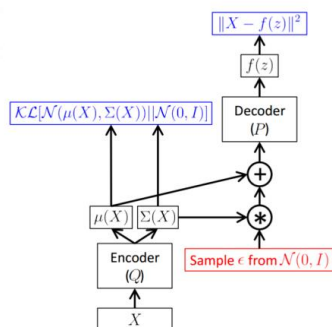 ‖X − f(z)‖²
f(z)
𝒦ℒ[𝒩(μ(X), Σ(X))||𝒩(0, I)]
Decoder
(P)
+
μ(X) Σ(X) *
Encoder
(Q)
Sample ϵ from 𝒩(0, I)
X